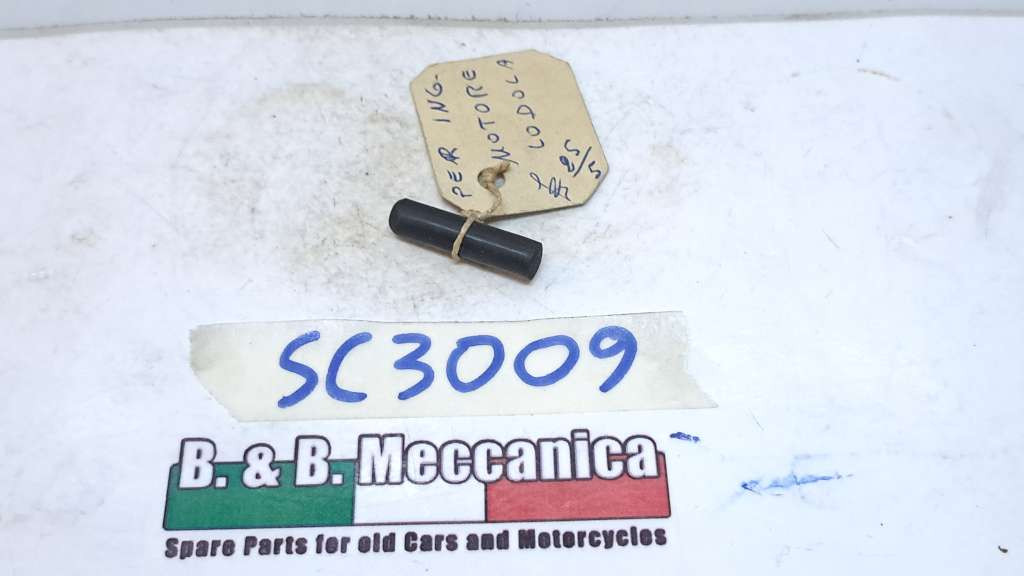 PER ING.
MOTORE
LODOLA
SC3009
B. & B. Meccanica
Spare Parts for old Cars and Motorcycles